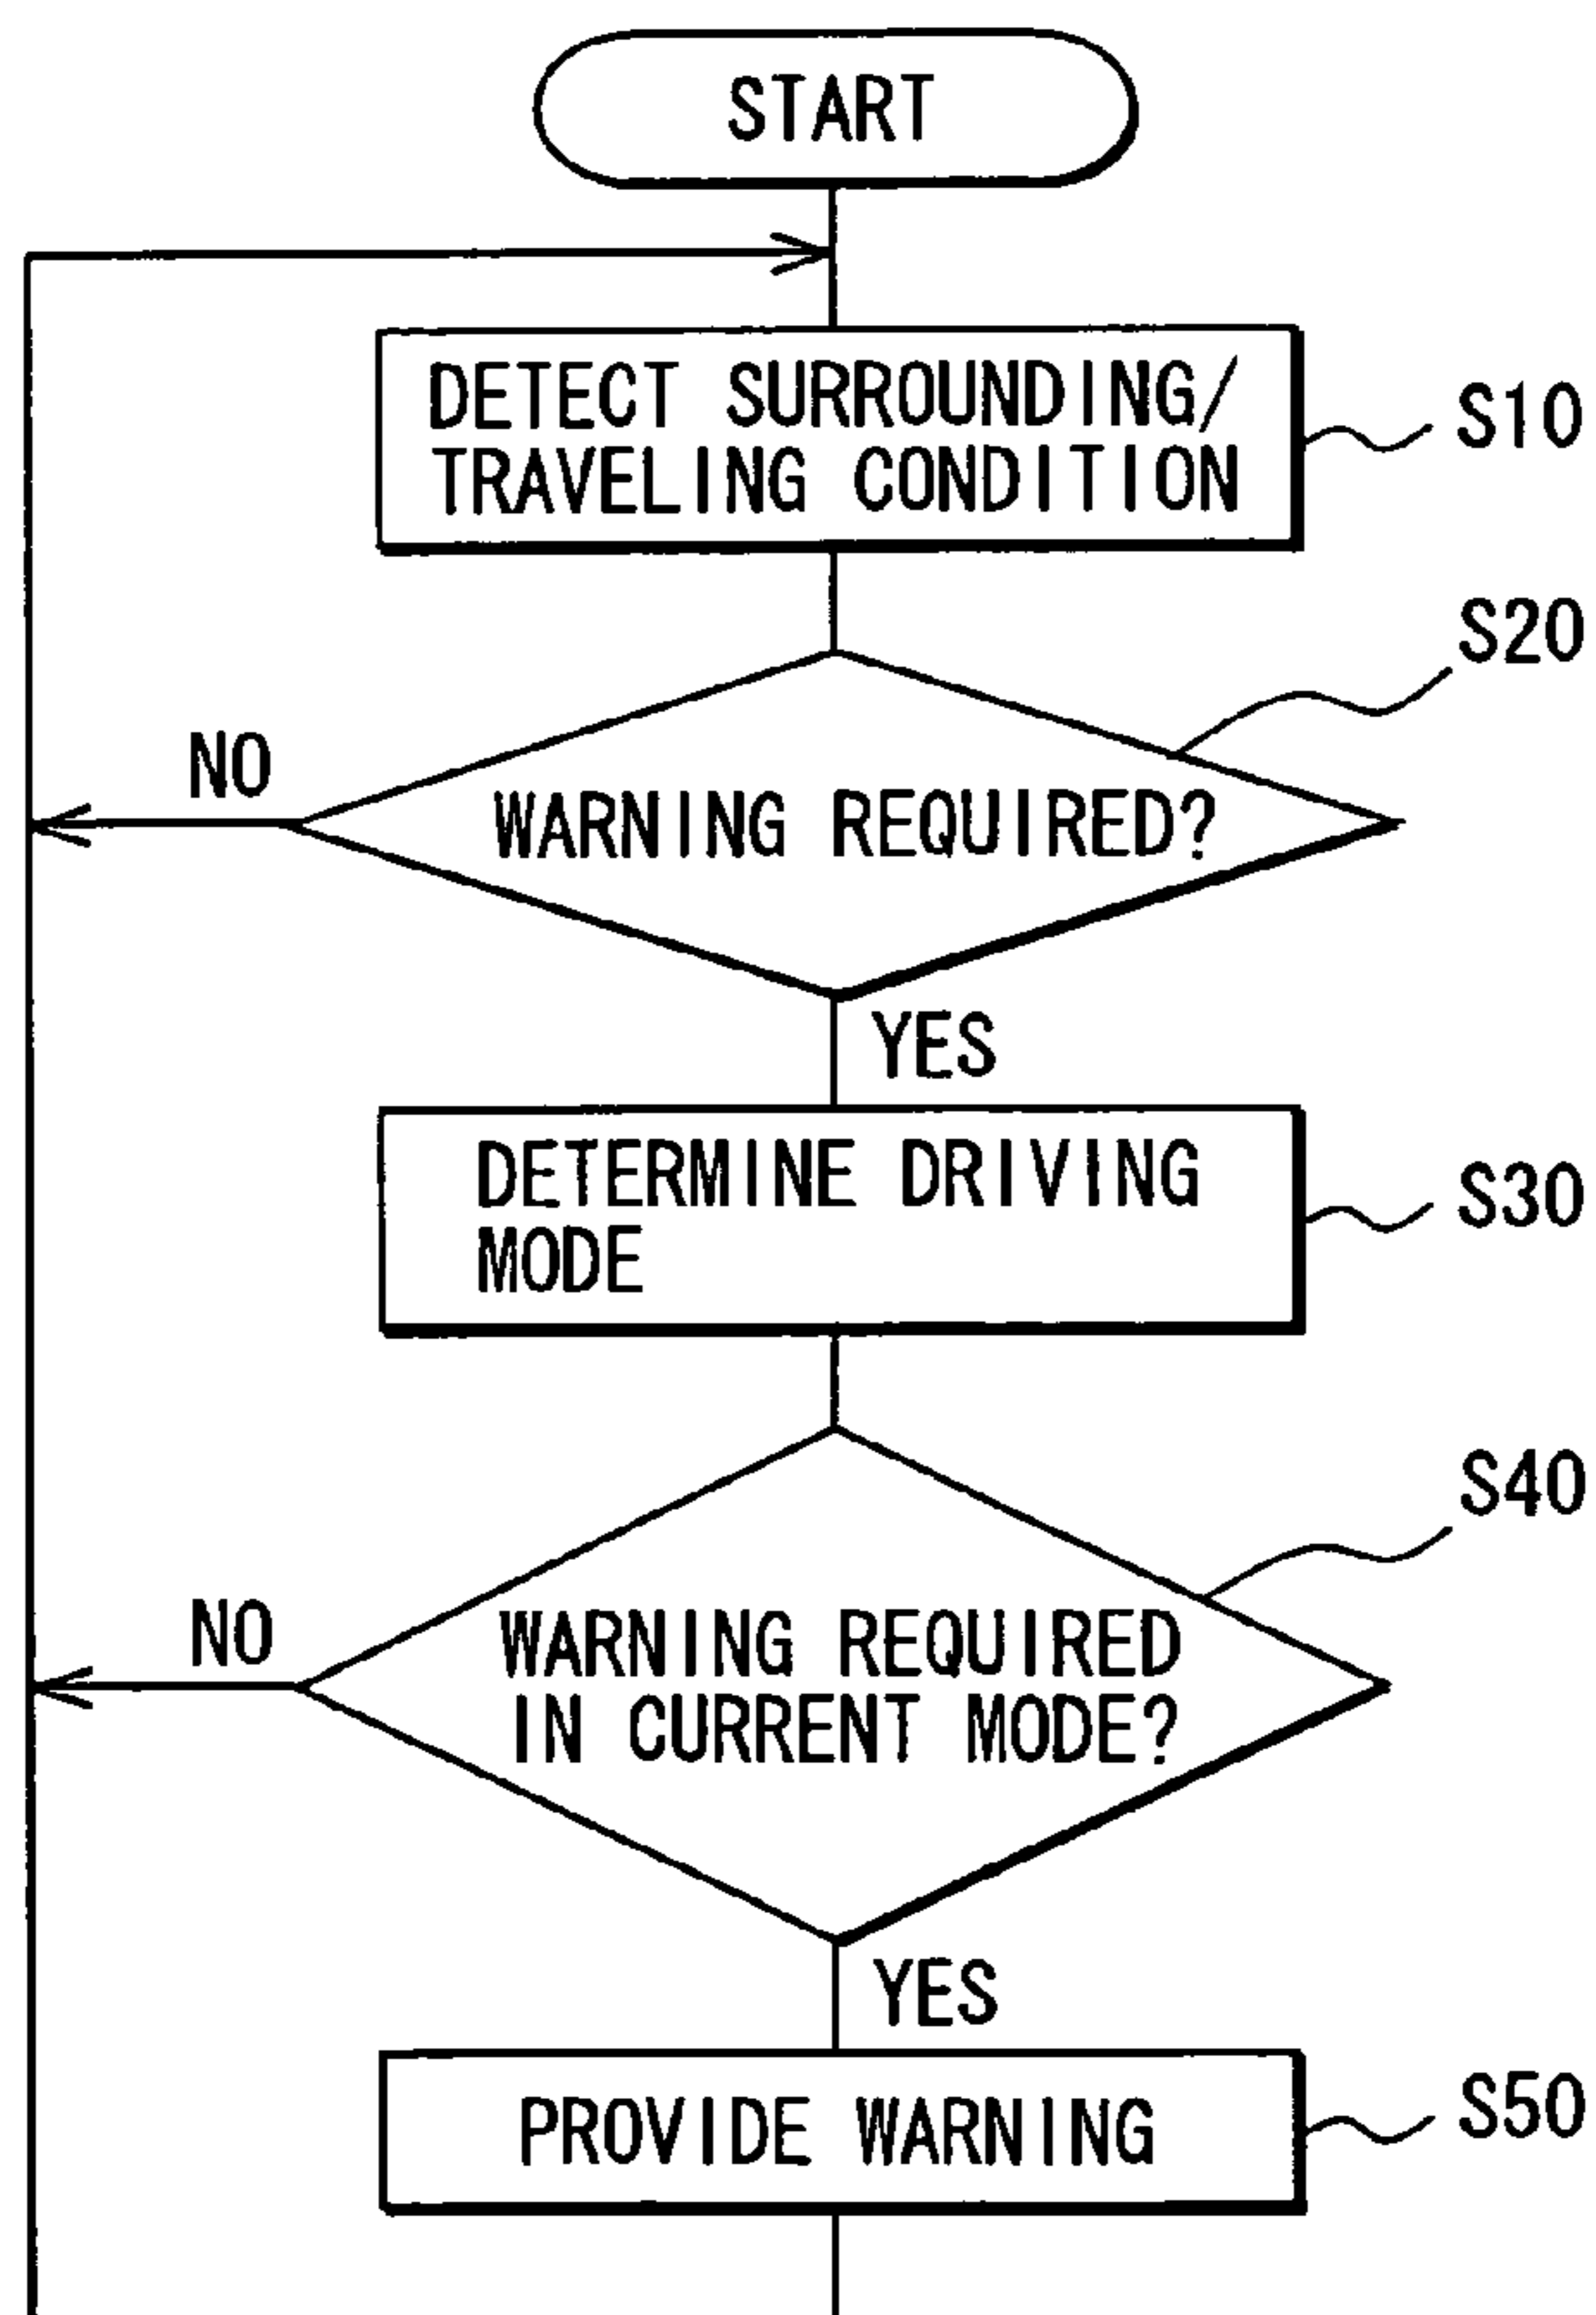 START
DETECT SURROUNDING/
TRAVELING CONDITION
S10
S20
NO
WARNING REQUIRED?
YES
DETERMINE DRIVING
MODE
S30
S40
NO
WARNING REQUIRED
IN CURRENT MODE?
YES
PROVIDE WARNING
S50